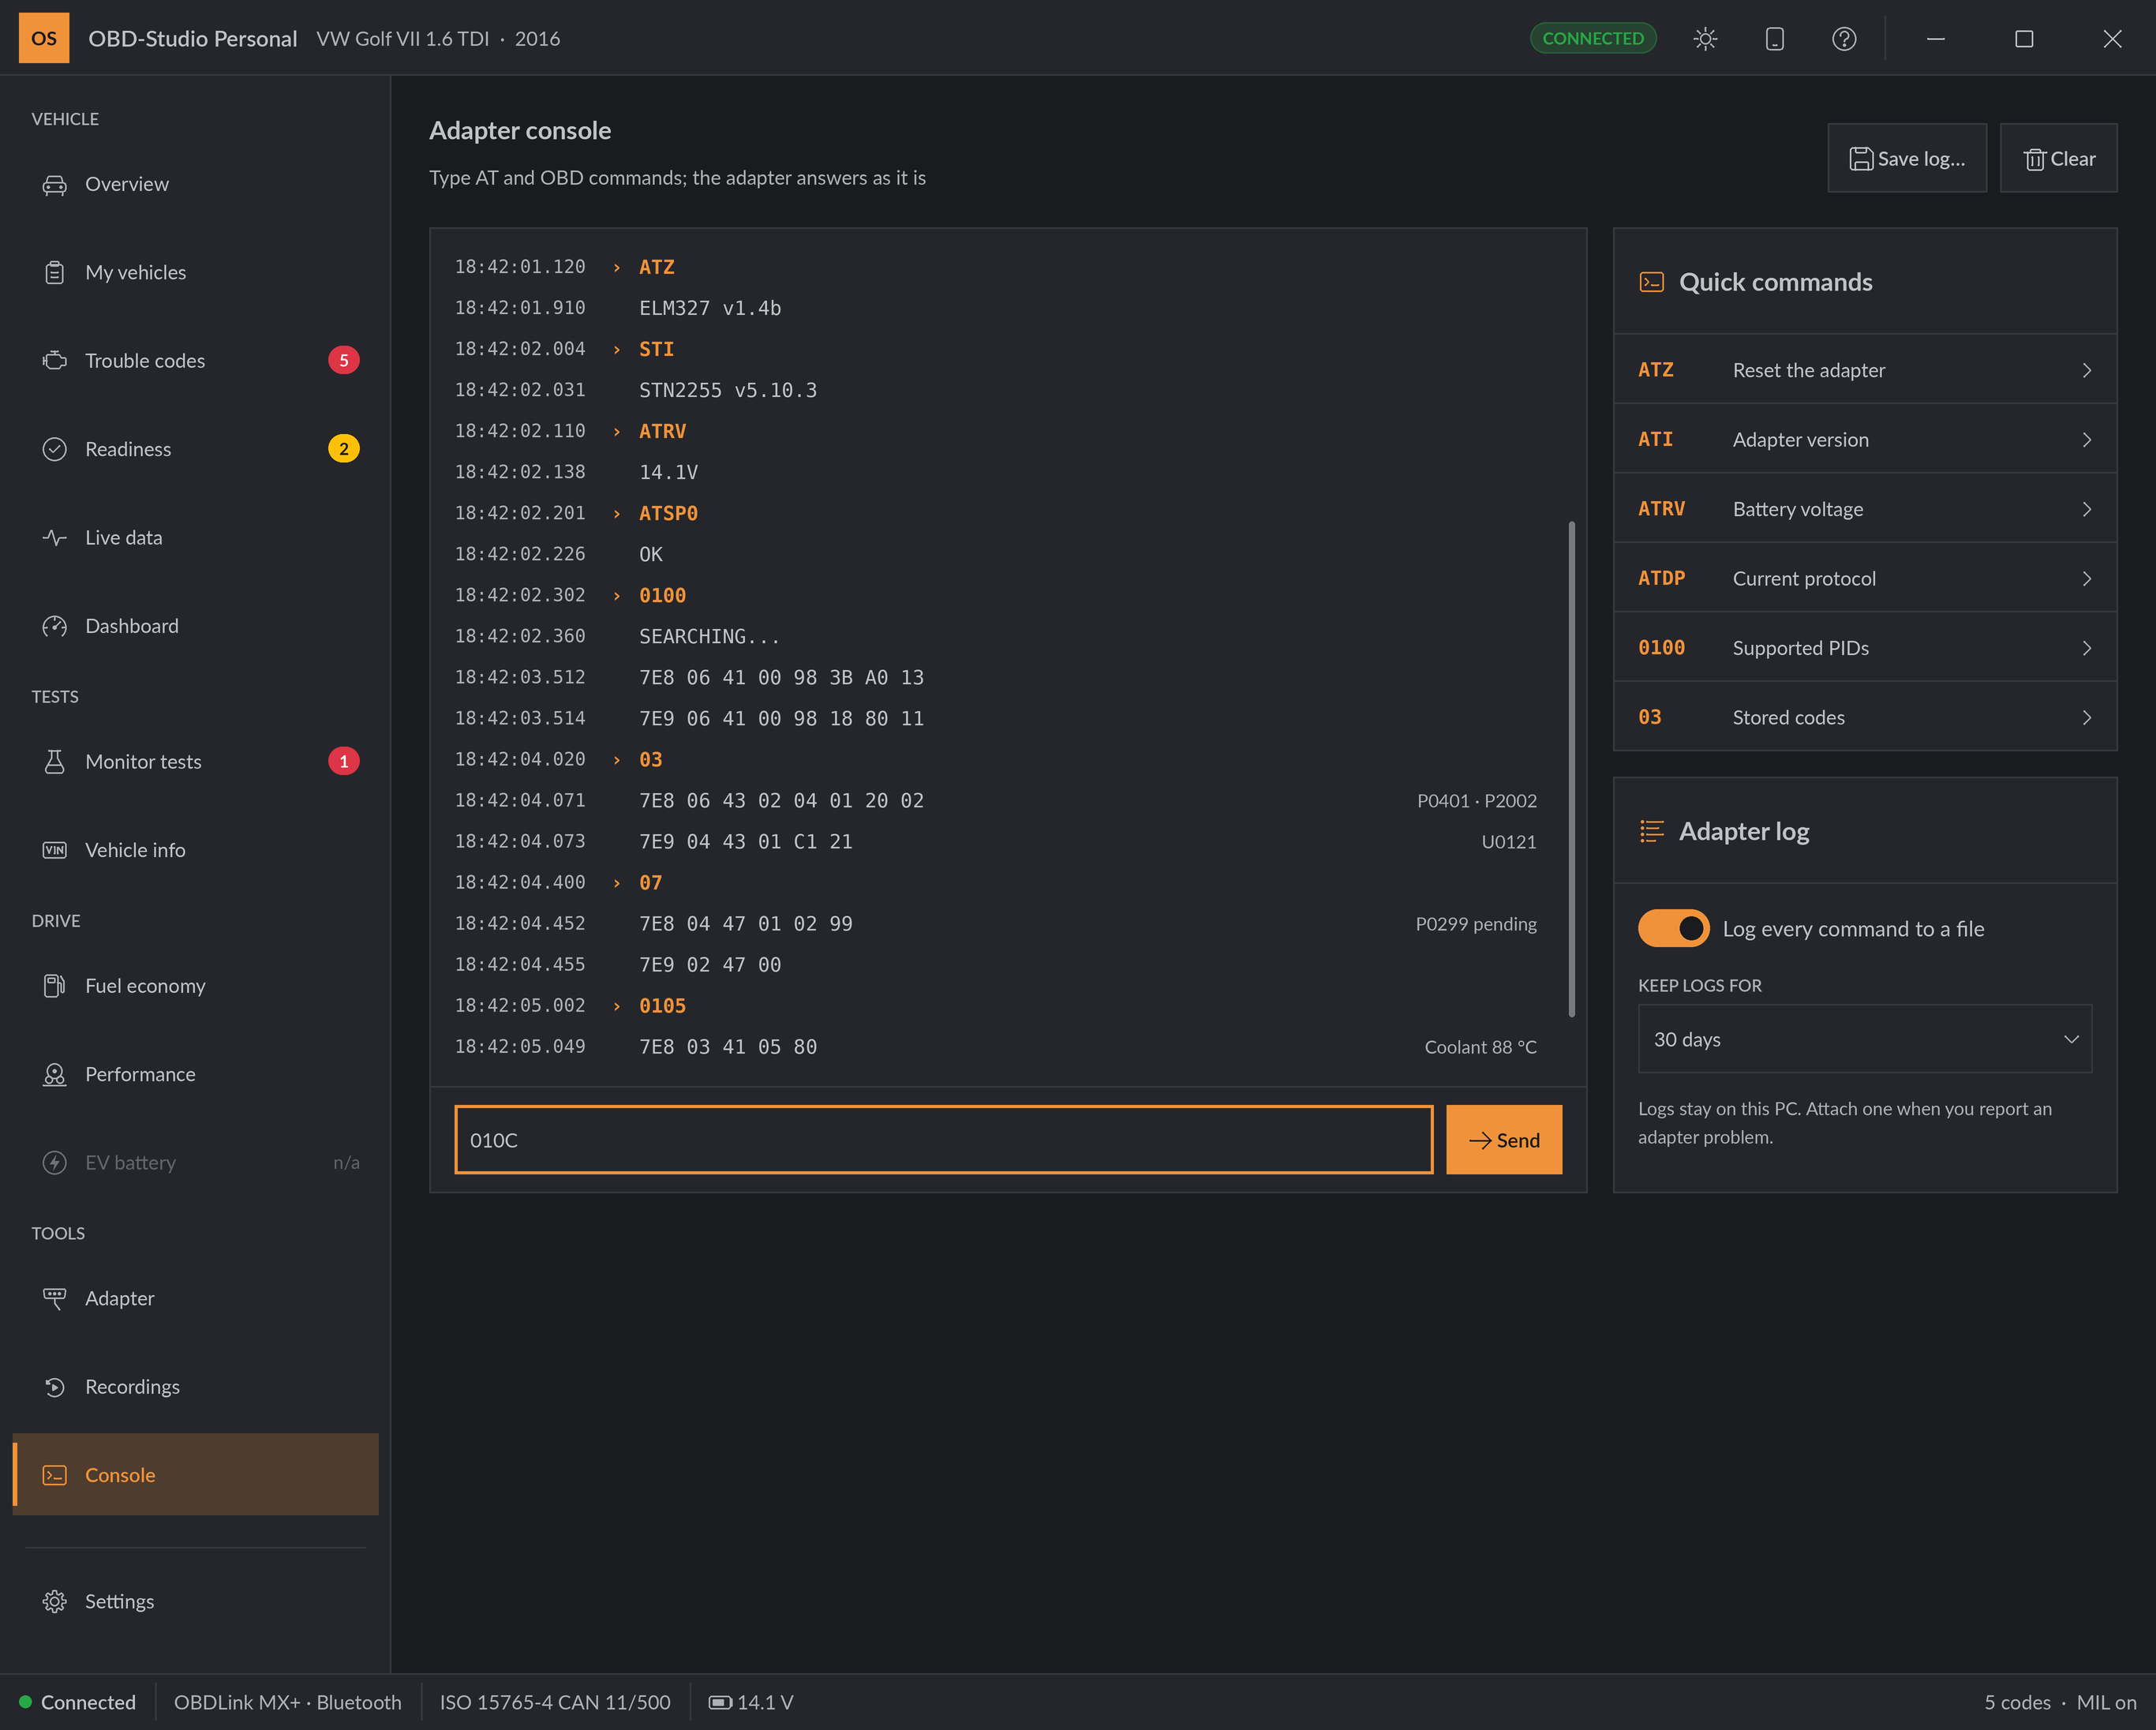 OS OBD-Studio Personal VW Golf VII 1.6 TDI · 2016 CONNECTED
VEHICLE
Overview
My vehicles
Trouble codes 5
Readiness 2
Live data
Dashboard
TESTS
Monitor tests 1
VIN Vehicle info
DRIVE
Fuel economy
Performance
EV battery n/a
TOOLS
Adapter
Recordings
Console
Settings
Adapter console
Type AT and OBD commands; the adapter answers as it is
Save log... Clear
18:42:01.120 › ATZ
18:42:01.910 ELM327 v1.4b
18:42:02.004 › STI
18:42:02.031 STN2255 v5.10.3
18:42:02.110 › ATRV
18:42:02.138 14.1V
18:42:02.201 › ATSP0
18:42:02.226 OK
18:42:02.302 › 0100
18:42:02.360 SEARCHING...
18:42:03.512 7E8 06 41 00 98 3B A0 13
18:42:03.514 7E9 06 41 00 98 18 80 11
18:42:04.020 › 03
18:42:04.071 7E8 06 43 02 04 01 20 02 P0401 · P2002
18:42:04.073 7E9 04 43 01 C1 21 U0121
18:42:04.400 › 07
18:42:04.452 7E8 04 47 01 02 99 P0299 pending
18:42:04.455 7E9 02 47 00
18:42:05.002 › 0105
18:42:05.049 7E8 03 41 05 80 Coolant 88 °C
010C Send
Quick commands
ATZ Reset the adapter
ATI Adapter version
ATRV Battery voltage
ATDP Current protocol
0100 Supported PIDs
03 Stored codes
Adapter log
Log every command to a file
KEEP LOGS FOR
30 days
Logs stay on this PC. Attach one when you report an
adapter problem.
Connected OBDLink MX+ · Bluetooth ISO 15765-4 CAN 11/500 14.1 V 5 codes · MIL on